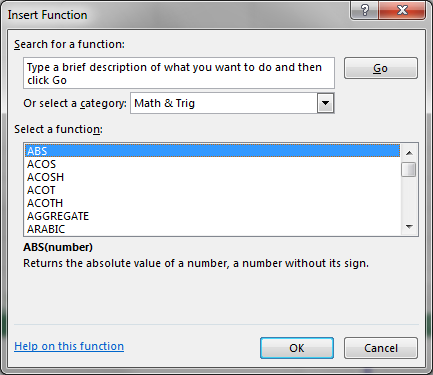 Insert Function
Search for a function:
Type a brief description of what you want to do and then
click Go
Go
Or select a category: Math & Trig
Select a function:
ABS
ACOS
ACOSH
ACOT
ACOTH
AGGREGATE
ARABIC
ABS(number)
Returns the absolute value of a number, a number without its sign.
Help on this function
OK
Cancel